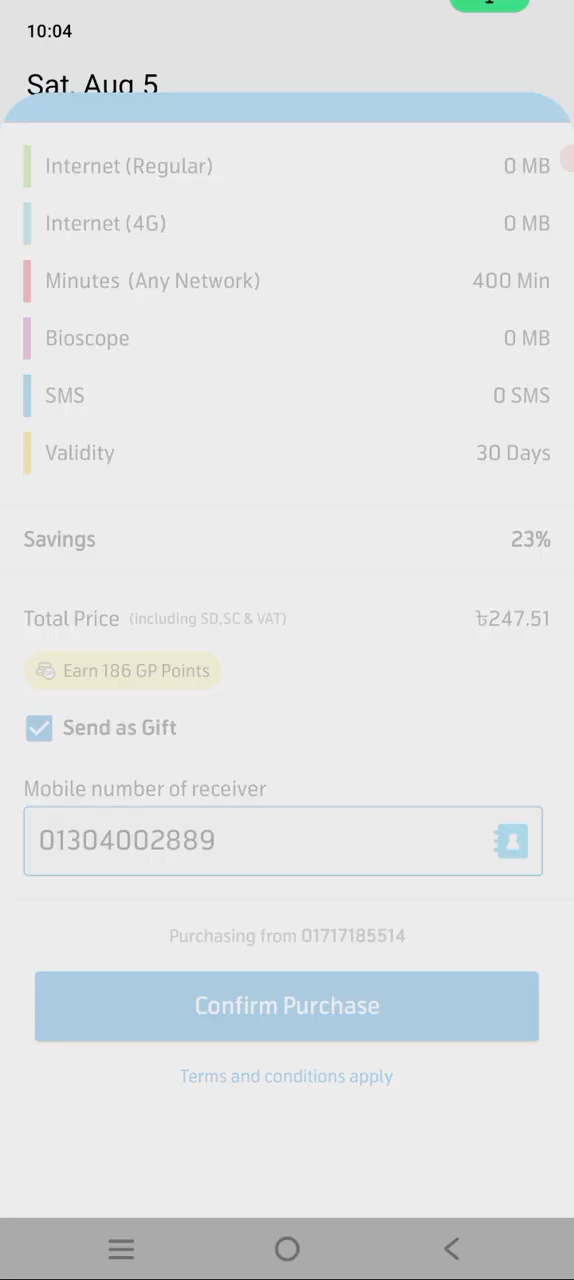 10:04
Sat, Aug 5
Internet (Regular) 0 MB
Internet (4G) 0 MB
Minutes (Any Network) 400 Min
Bioscope 0 MB
SMS 0 SMS
Validity 30 Days
Savings 23%
Total Price (including SD,SC & VAT) ৳247.51
Earn 186 GP Points
Send as Gift
Mobile number of receiver
01304002889
Purchasing from 01717185514
Confirm Purchase
Terms and conditions apply